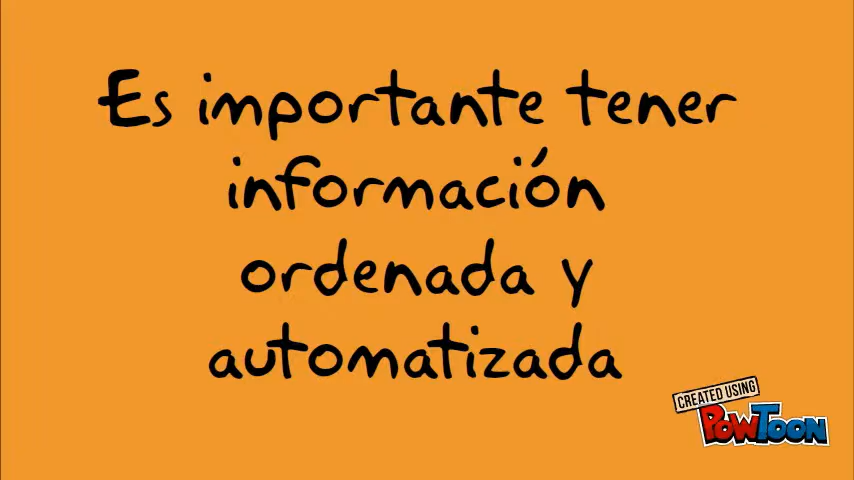 Es importante tener
información
ordenada y
automatizada
CREATED USING
POWTOON